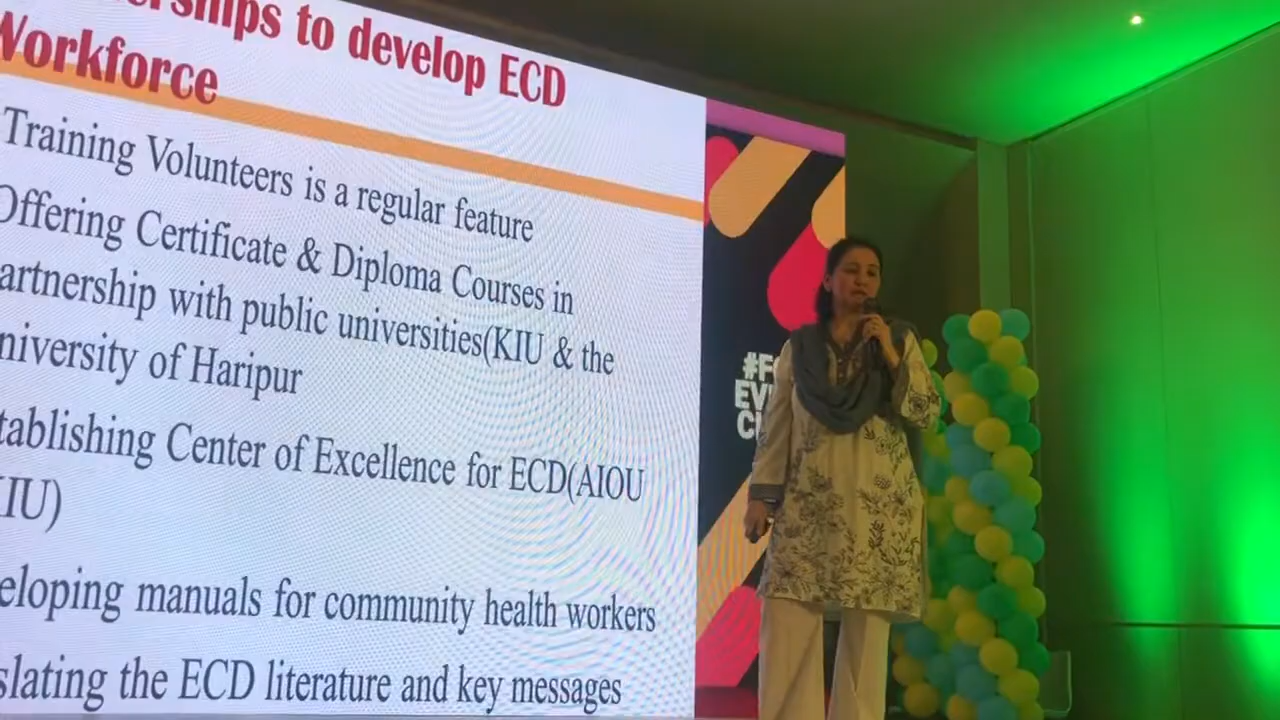 to develop ECD
Workforce
Training Volunteers is a regular feature
Offering Certificate & Diploma Courses in
artnership with public universities(KIU & the
niversity of Haripur
tablishing Center of Excellence for ECD(AIOU
IU)
eloping manuals for community health workers
slating the ECD literature and key messages